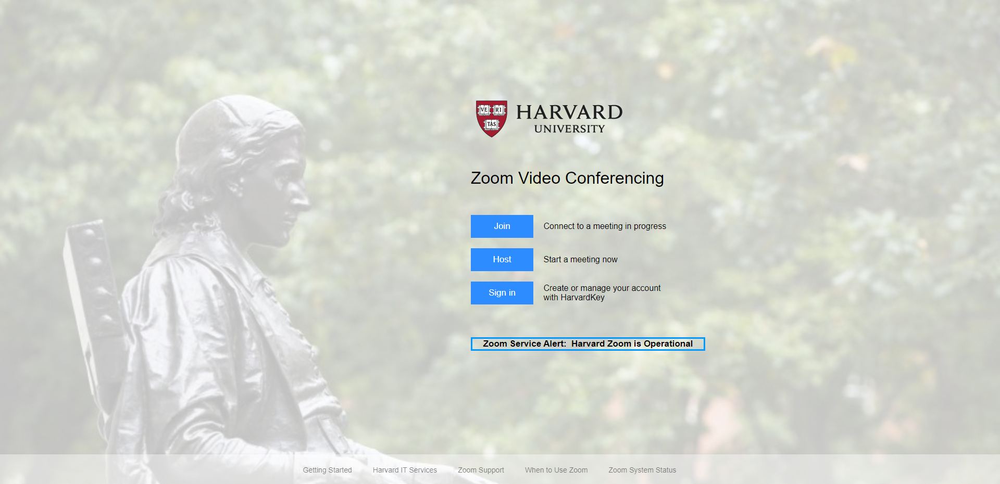 VE RI
TAS
HARVARD
UNIVERSITY
Zoom Video Conferencing
Join
Connect to a meeting in progress
Host
Start a meeting now
Sign in
Create or manage your account
with HarvardKey
Zoom Service Alert:  Harvard Zoom is Operational
Getting Started
Harvard IT Services
Zoom Support
When to Use Zoom
Zoom System Status